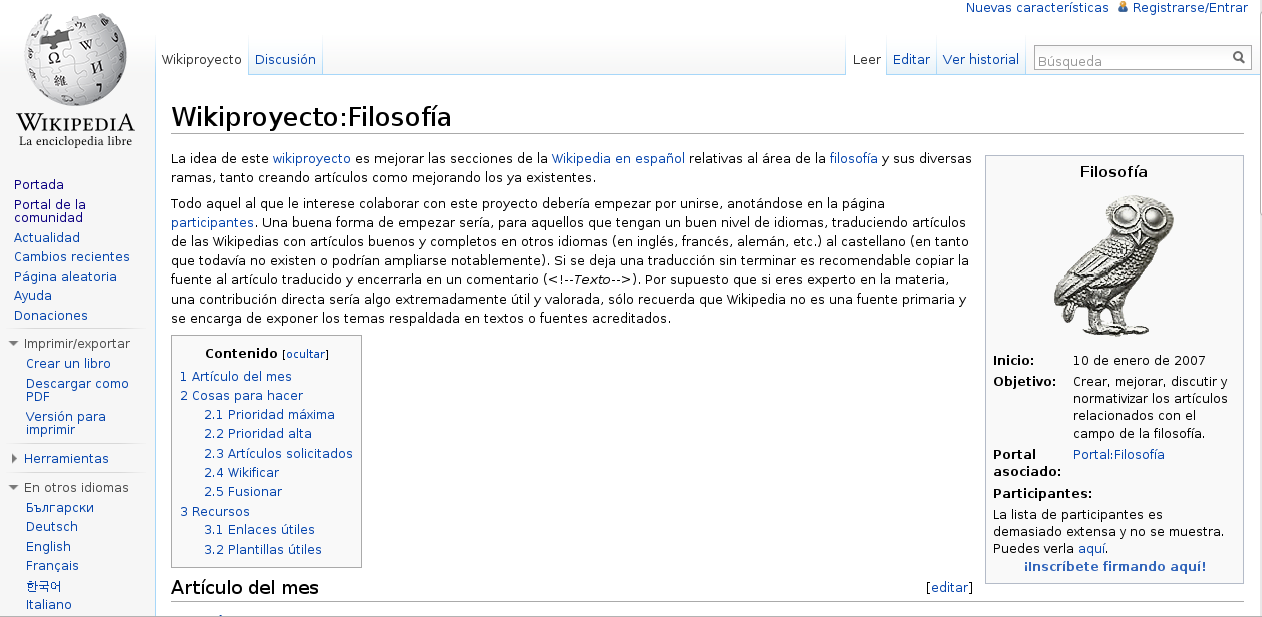 Nuevas características Registrarse/Entrar
Wikiproyecto Discusión Leer Editar Ver historial Búsqueda
WIKIPEDIA
La enciclopedia libre
Portada
Portal de la
comunidad
Actualidad
Cambios recientes
Página aleatoria
Ayuda
Donaciones
Imprimir/exportar
Crear un libro
Descargar como
PDF
Versión para
imprimir
Herramientas
En otros idiomas
Български
Deutsch
English
Français
한국어
Italiano
Wikiproyecto:Filosofía
La idea de este wikiproyecto es mejorar las secciones de la Wikipedia en español relativas al área de la filosofía y sus diversas
ramas, tanto creando artículos como mejorando los ya existentes.
Todo aquel al que le interese colaborar con este proyecto debería empezar por unirse, anotándose en la página
participantes. Una buena forma de empezar sería, para aquellos que tengan un buen nivel de idiomas, traduciendo artículos
de las Wikipedias con artículos buenos y completos en otros idiomas (en inglés, francés, alemán, etc.) al castellano (en tanto
que todavía no existen o podrían ampliarse notablemente). Si se deja una traducción sin terminar es recomendable copiar la
fuente al artículo traducido y encerrarla en un comentario (<!--Texto-->). Por supuesto que si eres experto en la materia,
una contribución directa sería algo extremadamente útil y valorada, sólo recuerda que Wikipedia no es una fuente primaria y
se encarga de exponer los temas respaldada en textos o fuentes acreditados.
Contenido [ocultar]
1 Artículo del mes
2 Cosas para hacer
2.1 Prioridad máxima
2.2 Prioridad alta
2.3 Artículos solicitados
2.4 Wikificar
2.5 Fusionar
3 Recursos
3.1 Enlaces útiles
3.2 Plantillas útiles
Artículo del mes [editar]
Filosofía
Inicio: 10 de enero de 2007
Objetivo: Crear, mejorar, discutir y
normativizar los artículos
relacionados con el
campo de la filosofía.
Portal Portal:Filosofía
asociado:
Participantes:
La lista de participantes es
demasiado extensa y no se muestra.
Puedes verla aquí.
¡Inscríbete firmando aquí!